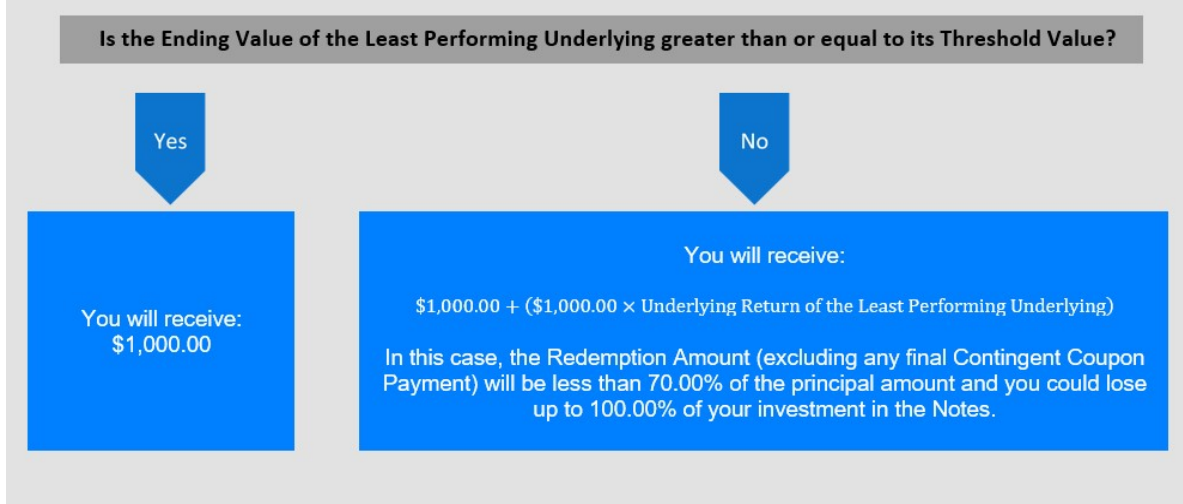 Is the Ending Value of the Least Performing Underlying greater than or equal to its Threshold Value?
Yes
No
You will receive:
$1,000.00
You will receive:
$1,000.00 + ($1,000.00 × Underlying Return of the Least Performing Underlying)
In this case, the Redemption Amount (excluding any final Contingent Coupon
Payment) will be less than 70.00% of the principal amount and you could lose
up to 100.00% of your investment in the Notes.